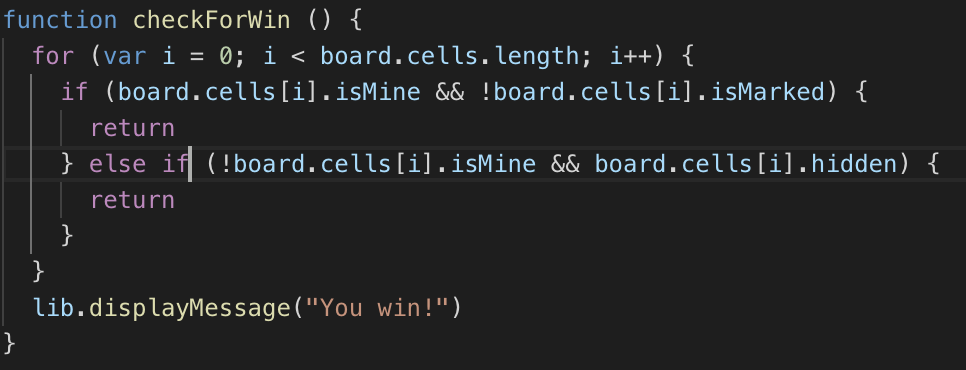 function checkForWin () {
  for (var i = 0; i < board.cells.length; i++) {
    if (board.cells[i].isMine && !board.cells[i].isMarked) {
      return
    } else if (!board.cells[i].isMine && board.cells[i].hidden) {
      return
    }
  }
  lib.displayMessage("You win!")
}